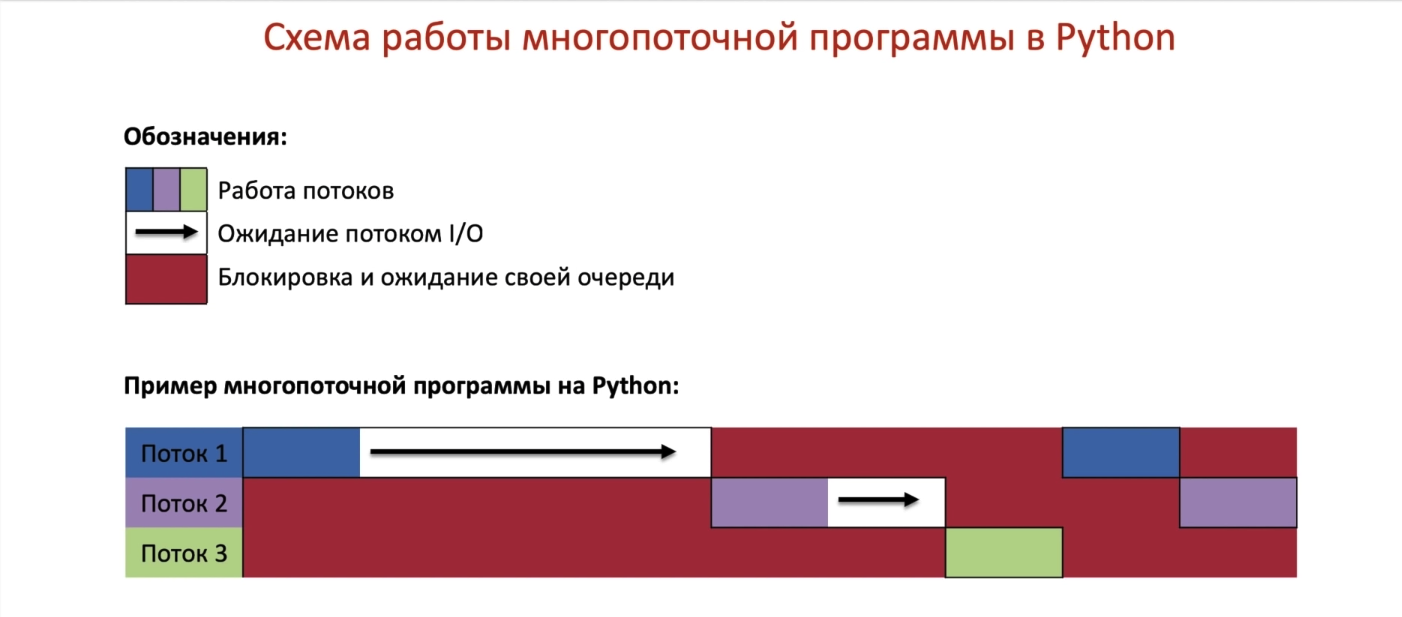 Схема работы многопоточной программы в Python
Обозначения:
Работа потоков
Ожидание потоком I/O
Блокировка и ожидание своей очереди
Пример многопоточной программы на Python:
Поток 1
Поток 2
Поток 3